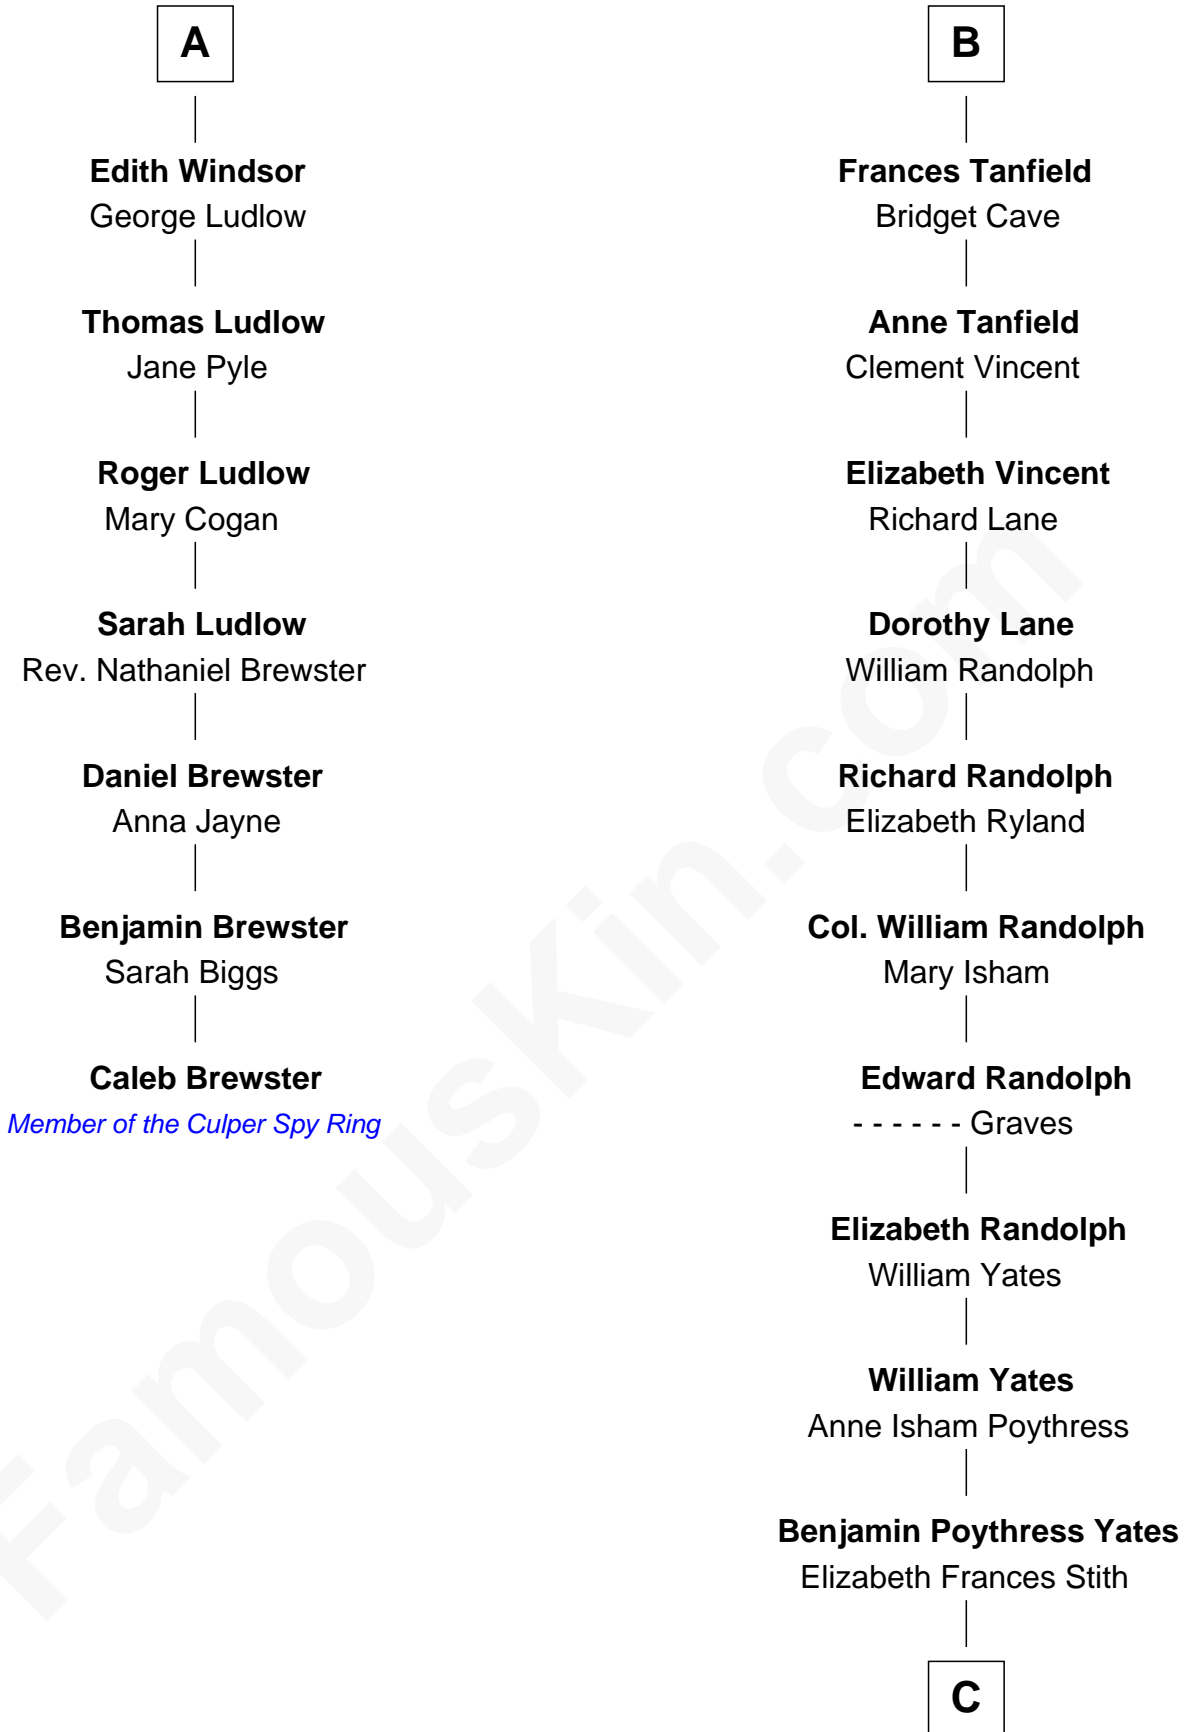 A
Edith Windsor
George Ludlow
Thomas Ludlow
Jane Pyle
Roger Ludlow
Mary Cogan
Sarah Ludlow
Rev. Nathaniel Brewster
Daniel Brewster
Anna Jayne
Benjamin Brewster
Sarah Biggs
Caleb Brewster
Member of the Culper Spy Ring
B
Frances Tanfield
Bridget Cave
Anne Tanfield
Clement Vincent
Elizabeth Vincent
Richard Lane
Dorothy Lane
William Randolph
Richard Randolph
Elizabeth Ryland
Col. William Randolph
Mary Isham
Edward Randolph
- - - - - - Graves
Elizabeth Randolph
William Yates
William Yates
Anne Isham Poythress
Benjamin Poythress Yates
Elizabeth Frances Stith
C
FamousKin.com